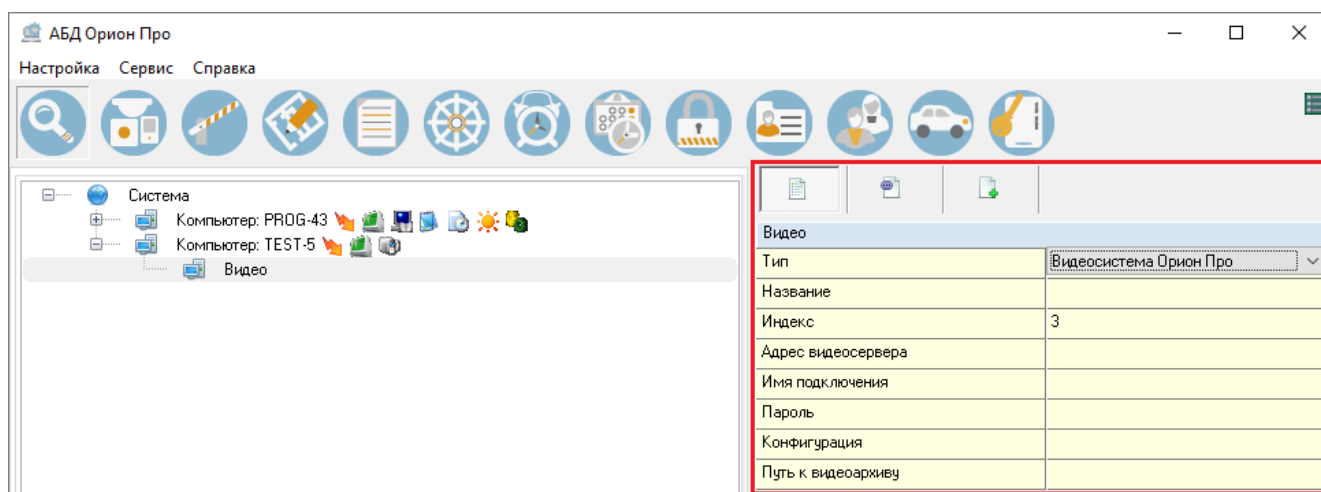 АБД Орион Про
Настройка Сервис Справка
Система
Компьютер: PROG-43
Компьютер: TEST-5
Видео
Видео
Тип Видеосистема Орион Про
Название
Индекс 3
Адрес видеосервера
Имя подключения
Пароль
Конфигурация
Путь к видеоархиву